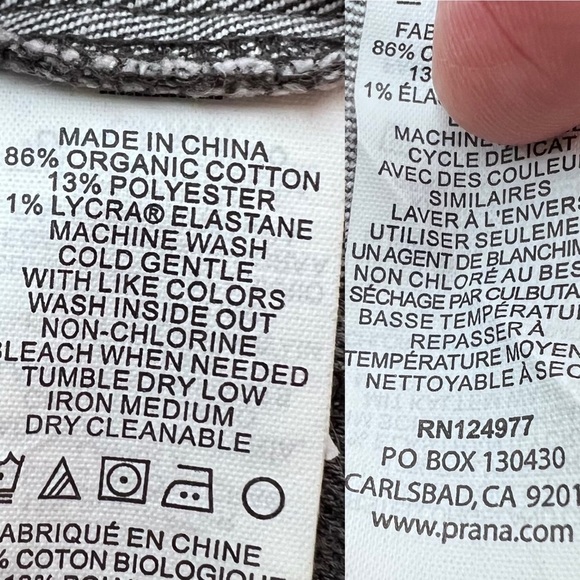 MADE IN CHINA
86% ORGANIC COTTON
13% POLYESTER
1% LYCRA® ELASTANE
MACHINE WASH
COLD GENTLE
WITH LIKE COLORS
WASH INSIDE OUT
NON-CHLORINE
BLEACH WHEN NEEDED
TUMBLE DRY LOW
IRON MEDIUM
DRY CLEANABLE
FABRIQUÉ EN CHINE
% COTON BIOLOGIQUE
86%
13
1% ÉLA
MACHINE
CYCLE DÉLICAT
AVEC DES COULEU
SIMILAIRES
LAVER À L'ENVERS
UTILISER SEULEME
UN AGENT DE BLANCHIM
NON CHLORÉ AU BES
SÉCHAGE PAR CULBUTA
BASSE TEMPÉRATU
REPASSER À
TEMPÉRATURE MOYEN
NETTOYABLE À SEC
RN124977
PO BOX 130430
CARLSBAD, CA 9201
www.prana.com